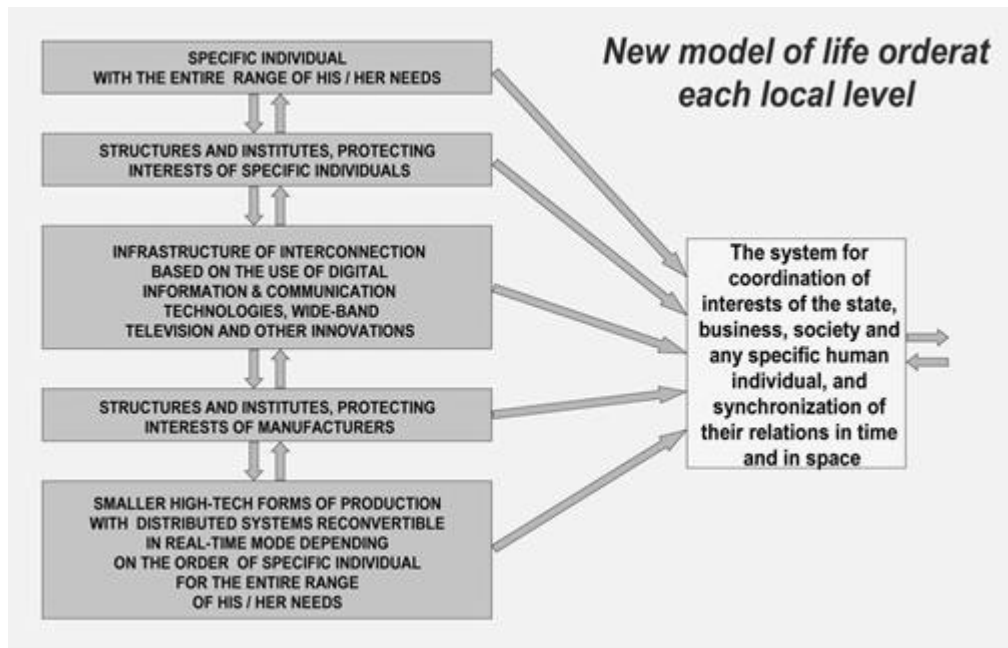 New model of life orderat
each local level
SPECIFIC INDIVIDUAL
WITH THE ENTIRE RANGE OF HIS / HER NEEDS
STRUCTURES AND INSTITUTES, PROTECTING
INTERESTS OF SPECIFIC INDIVIDUALS
INFRASTRUCTURE OF INTERCONNECTION
BASED ON THE USE OF DIGITAL
INFORMATION & COMMUNICATION
TECHNOLOGIES, WIDE-BAND
TELEVISION AND OTHER INNOVATIONS
STRUCTURES AND INSTITUTES, PROTECTING
INTERESTS OF MANUFACTURERS
SMALLER HIGH-TECH FORMS OF PRODUCTION
WITH DISTRIBUTED SYSTEMS RECONVERTIBLE
IN REAL-TIME MODE DEPENDING
ON THE ORDER OF SPECIFIC INDIVIDUAL
FOR THE ENTIRE RANGE
OF HIS / HER NEEDS
The system for
coordination of
interests of the state,
business, society and
any specific human
individual, and
synchronization of
their relations in time
and in space